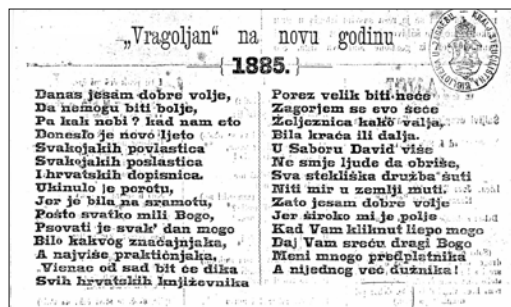 „Vragoljan“ na novu godinu
1885.
Danas jesam dobre volje,
Da nemogu biti bolje,
Pa kak nebi? kad nam eto
Doneslo je novo ljeto
Svakojakih povlastica
Svakojakih poslastica
I hrvatskih dopisnica.
Ukinulo je porotu,
Jer je bila na sramotu,
Pošto svatko mili Bogo,
Psovati je svak' dan mogo
Bilo kakvog značajnjaka,
A najviše praktičnjaka,
Vienac od sad bit će dika
Svih hrvatskih književnika
Porez velik biti neće
Zagorjem se evo šeće
Željeznica kako valja,
Bila kraća ili dalja.
U Saboru David više
Ne smje ljude da obriše,
Sva stekliška družba šuti
Niti mir u zemlji muti.
Zato jesam dobre volje
Jer široko mi je polje
Kad Vam kliknut liepo mogo
Daj Vam sreću dragi Bogo
Meni mnogo predplatnika
A nijednog već dužnika!